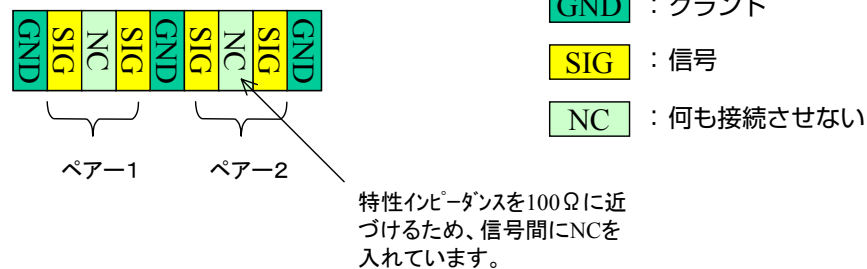 GND SIG NC SIG GND SIG NC SIG GND
ペアー1 ペアー2
GND ：グランド
SIG ：信号
NC ：何も接続させない
特性インピーダンスを100Ωに近
づけるため、信号間にNCを
入れています。